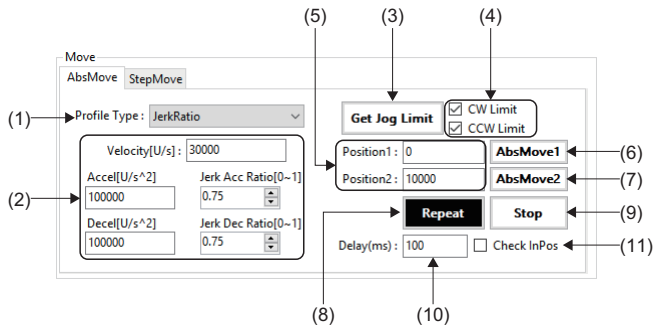 (5) (3) (4)
Move
AbsMove StepMove
(1) Profile Type : JerkRatio Get Jog Limit CW Limit
CCW Limit
(2) Velocity[U/s] : 30000 Position1 : 0 AbsMove1 (6)
Accel[U/s^2] Jerk Acc Ratio[0~1] Position2 : 10000 AbsMove2 (7)
100000 0.75
Decel[U/s^2] Jerk Dec Ratio[0~1] Repeat Stop (9)
100000 0.75 Delay(ms) : 100 Check InPos (11)
(8) (10)